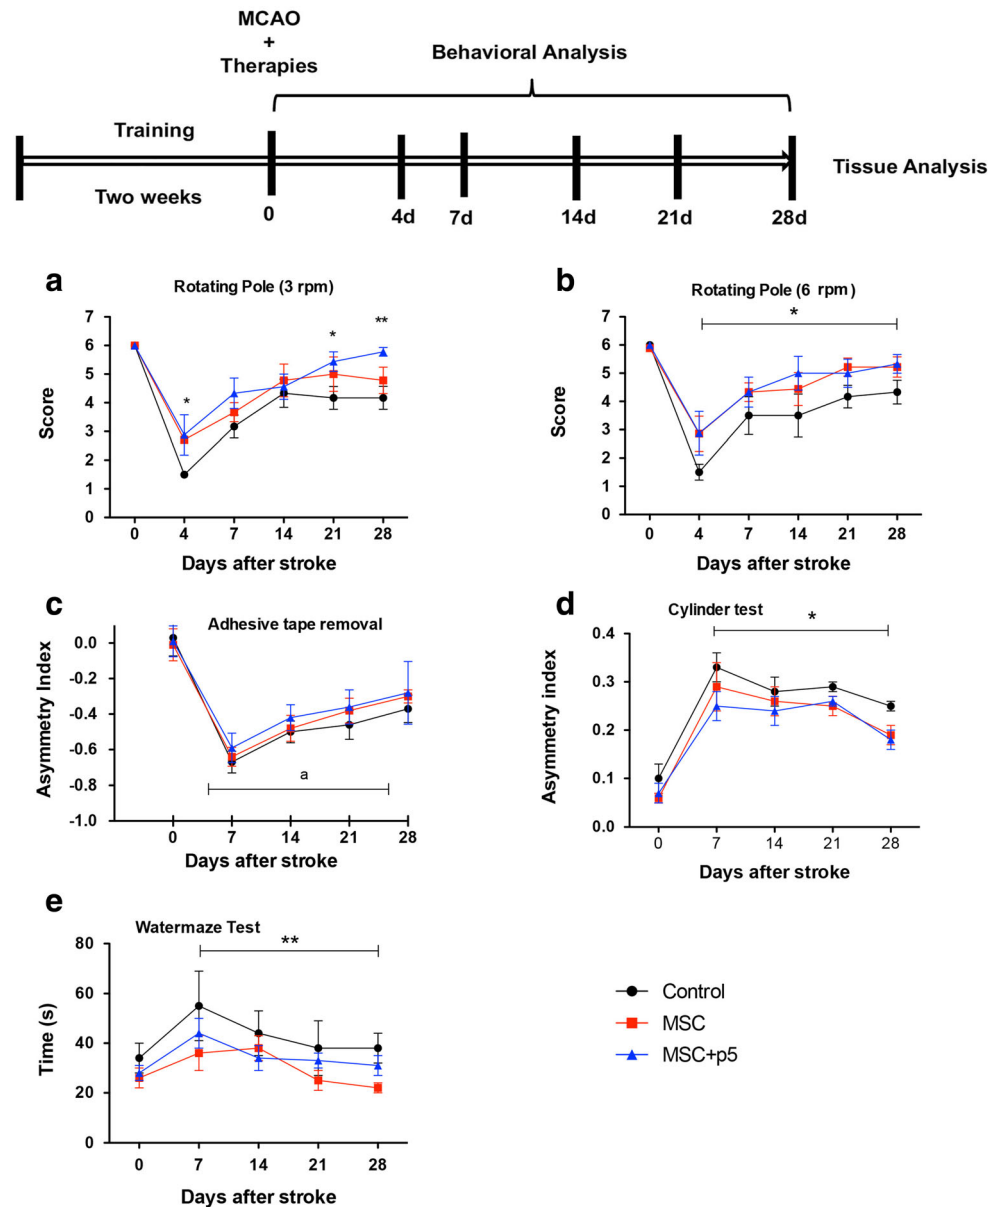 MCAO
+
Therapies
Behavioral Analysis
Training
Two weeks
Tissue Analysis
0
4d
7d
14d
21d
28d
a
Rotating Pole (3 rpm)
Score
7
6
5
4
3
2
1
0
*
*
**
0 4 7 14 21 28
Days after stroke
b
Rotating Pole (6 rpm)
Score
7
6
5
4
3
2
1
0
*
0 4 7 14 21 28
Days after stroke
c
Adhesive tape removal
Asymmetry Index
0.0
-0.2
-0.4
-0.6
-0.8
-1.0
a
0 7 14 21 28
Days after stroke
d
Cylinder test
Asymmetry index
0.4
0.3
0.2
0.1
0.0
*
0 7 14 21 28
Days after stroke
e
Watermaze Test
Time (s)
80
60
40
20
0
**
0 7 14 21 28
Days after stroke
Control
MSC
MSC+p5